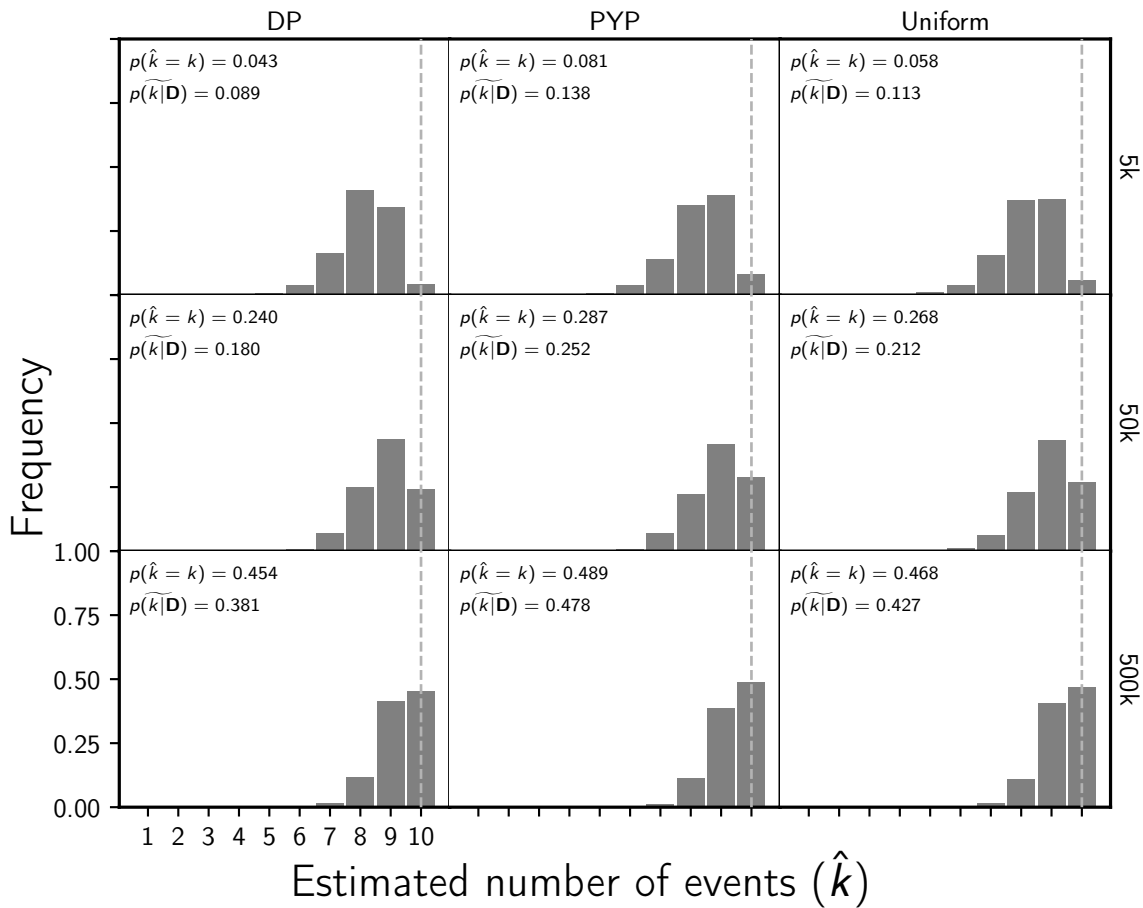 DP PYP Uniform
p(k̂ = k) = 0.043 p(k̂ = k) = 0.081 p(k̂ = k) = 0.058
p(k|D) = 0.089 p(k|D) = 0.138 p(k|D) = 0.113
5k
p(k̂ = k) = 0.240 p(k̂ = k) = 0.287 p(k̂ = k) = 0.268
p(k|D) = 0.180 p(k|D) = 0.252 p(k|D) = 0.212
50k
Frequency
p(k̂ = k) = 0.454 p(k̂ = k) = 0.489 p(k̂ = k) = 0.468
p(k|D) = 0.381 p(k|D) = 0.478 p(k|D) = 0.427
500k
1.00
0.75
0.50
0.25
0.00
1 2 3 4 5 6 7 8 9 10
Estimated number of events (k̂)